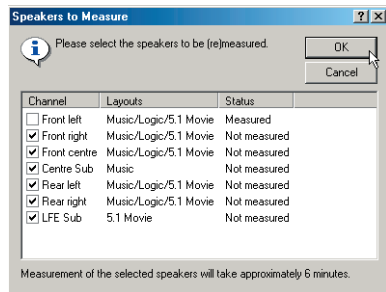 Speakers to Measure
Please select the speakers to be (re)measured.
OK
Cancel
Channel Layouts Status
Front left Music/Logic/5.1 Movie Measured
Front right Music/Logic/5.1 Movie Not measured
Front centre Music/Logic/5.1 Movie Not measured
Centre Sub Music Not measured
Rear left Music/Logic/5.1 Movie Not measured
Rear right Music/Logic/5.1 Movie Not measured
LFE Sub 5.1 Movie Not measured
Measurement of the selected speakers will take approximately 6 minutes.